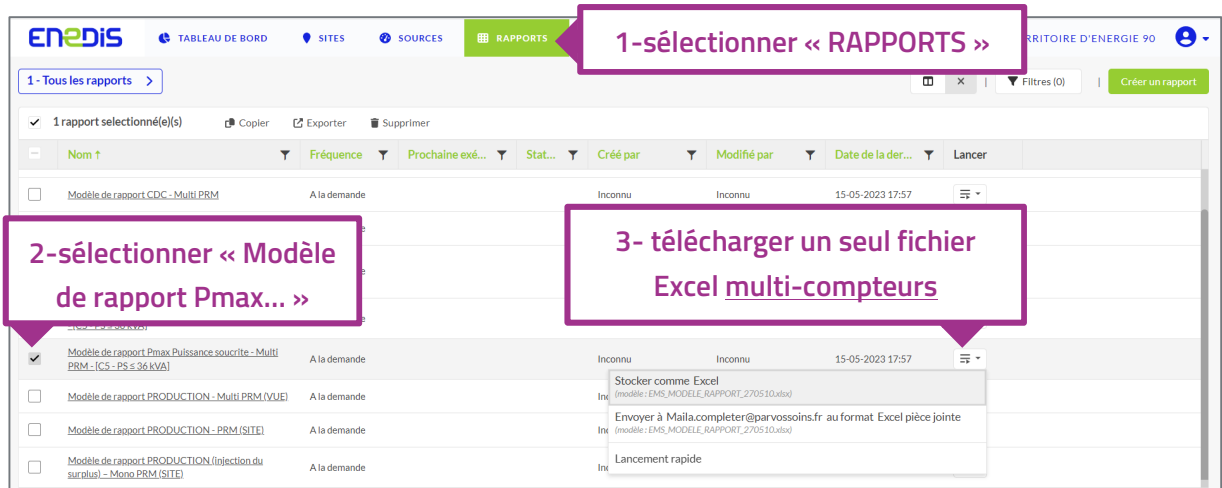 ENEDIS TABLEAU DE BORD SITES SOURCES RAPPORTS
1-sélectionner « RAPPORTS »
RRITOIRE D'ENERGIE 90
1 - Tous les rapports
Filtres (0) Créer un rapport
1 rapport selectionné(e)(s) Copier Exporter Supprimer
Nom ↑ Fréquence Prochaine exé... Stat... Créé par Modifié par Date de la der... Lancer
Modèle de rapport CDC - Multi PRM A la demande Inconnu Inconnu 15-05-2023 17:57
2-sélectionner « Modèle
de rapport Pmax... »
3- télécharger un seul fichier
Excel multi-compteurs
Modèle de rapport Pmax Puissance soucrite - Multi
PRM - [C5 - PS ≤ 36 kVA] A la demande Inconnu Inconnu 15-05-2023 17:57
Stocker comme Excel
(modèle : EMS_MODELE_RAPPORT_270510.xlsx)
Envoyer à Maila.completer@parvossoins.fr au format Excel pièce jointe
(modèle : EMS_MODELE_RAPPORT_270510.xlsx)
Lancement rapide
Modèle de rapport PRODUCTION - Multi PRM (VUE) A la demande
Modèle de rapport PRODUCTION - PRM (SITE) A la demande
Modèle de rapport PRODUCTION (injection du
surplus) – Mono PRM (SITE) A la demande